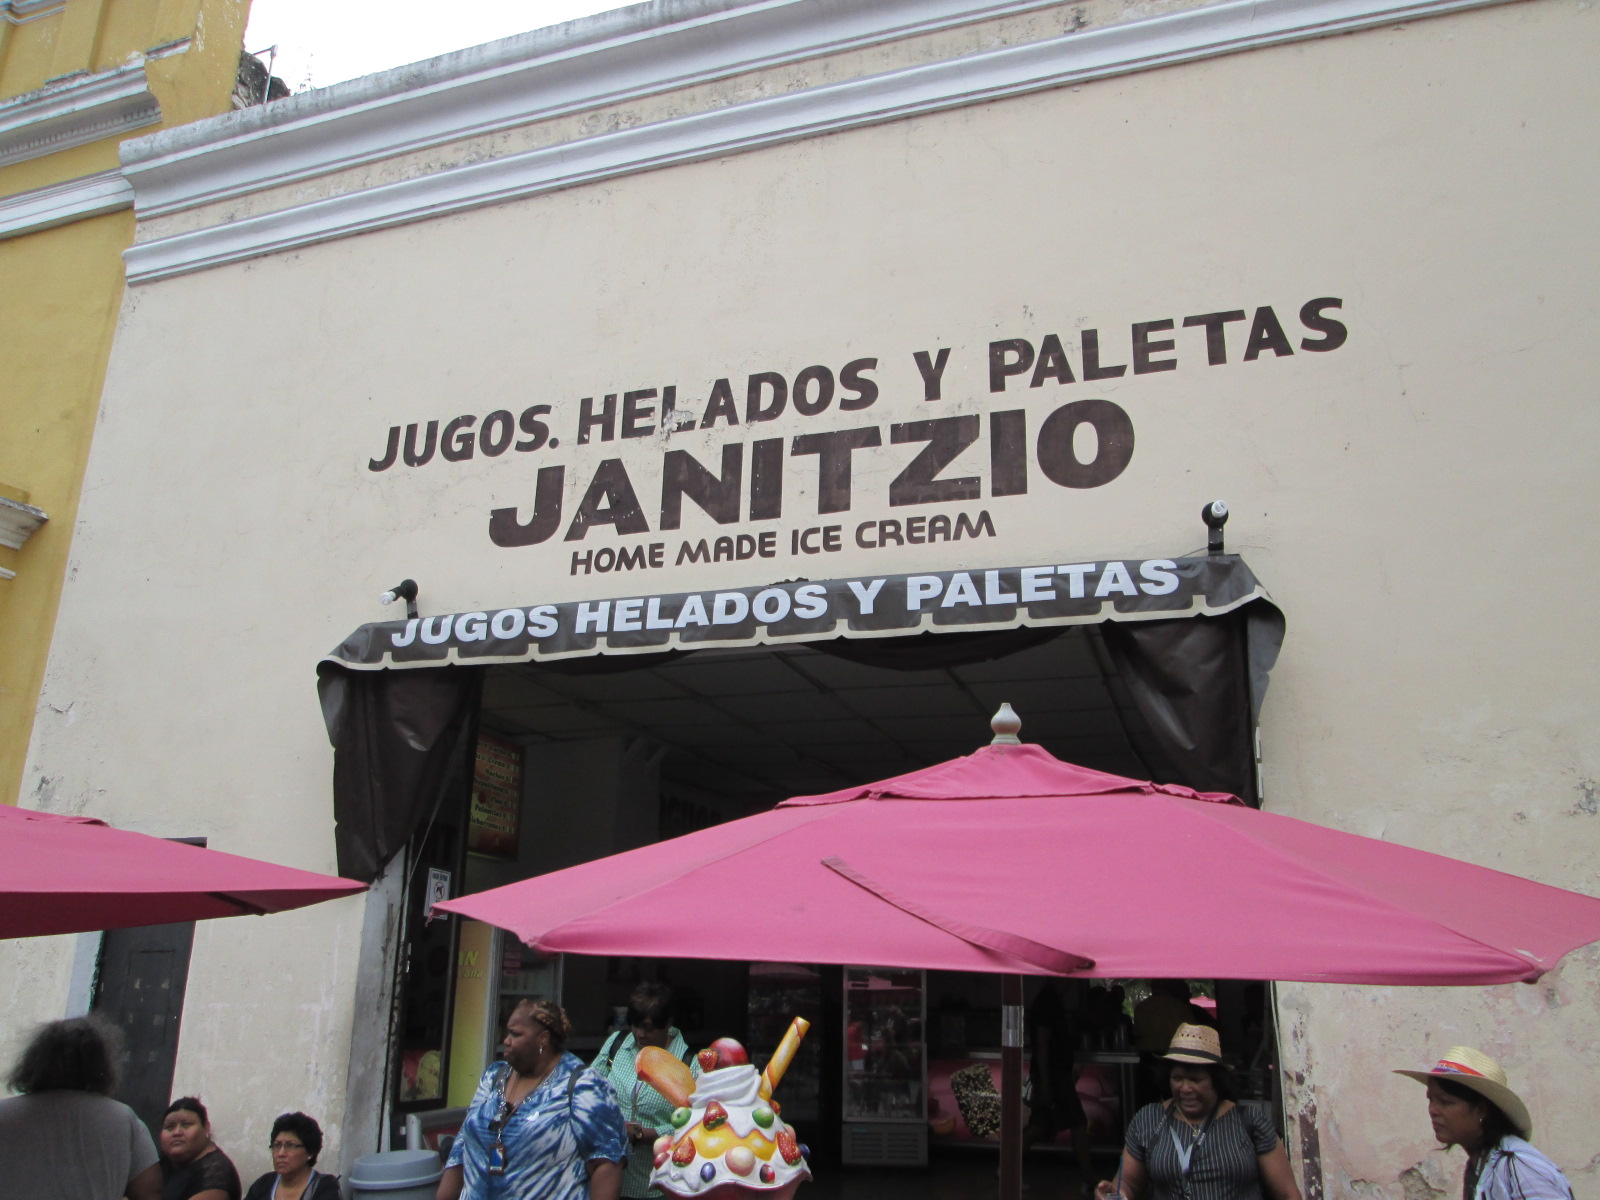 JUGOS. HELADOS Y PALETAS
JANITZIO
HOME MADE ICE CREAM
JUGOS HELADOS Y PALETAS